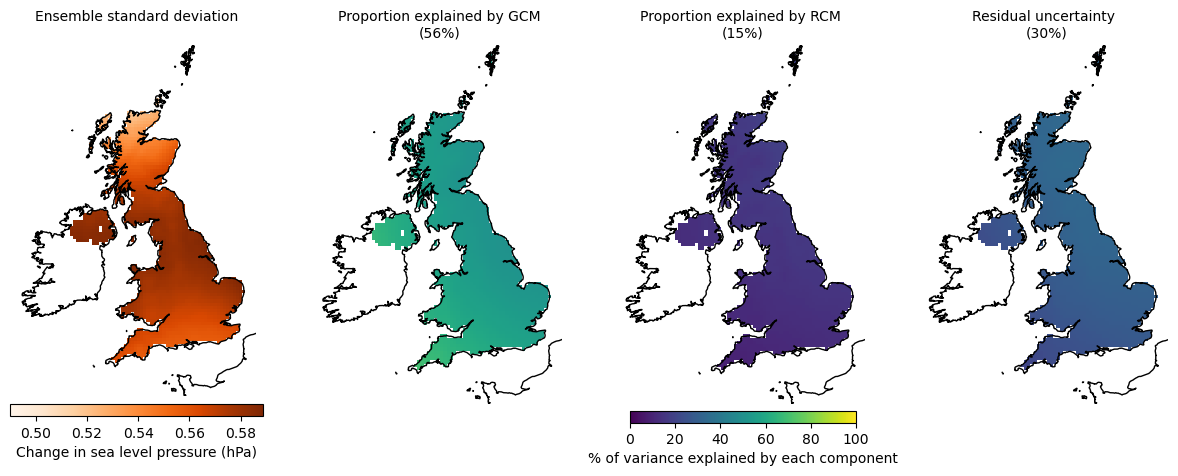 Ensemble standard deviation
Proportion explained by GCM
(56%)
Proportion explained by RCM
(15%)
Residual uncertainty
(30%)
0.50 0.52 0.54 0.56 0.58
Change in sea level pressure (hPa)
0 20 40 60 80 100
% of variance explained by each component